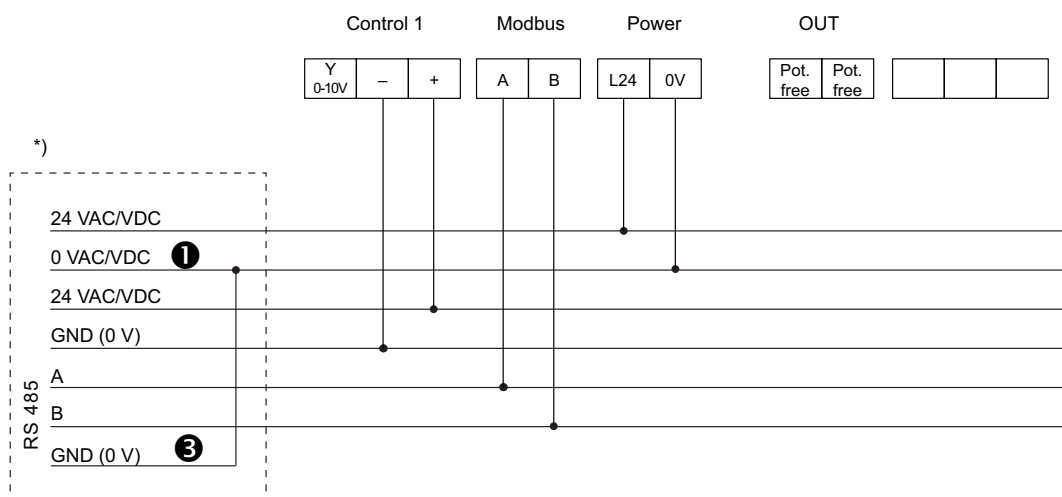 Control 1 Modbus Power OUT
Y
0-10V
– + A B L24 0V
Pot.
free
Pot.
free
*)
24 VAC/VDC
0 VAC/VDC ❶
24 VAC/VDC
GND (0 V)
A
B
GND (0 V) ❸
RS 485